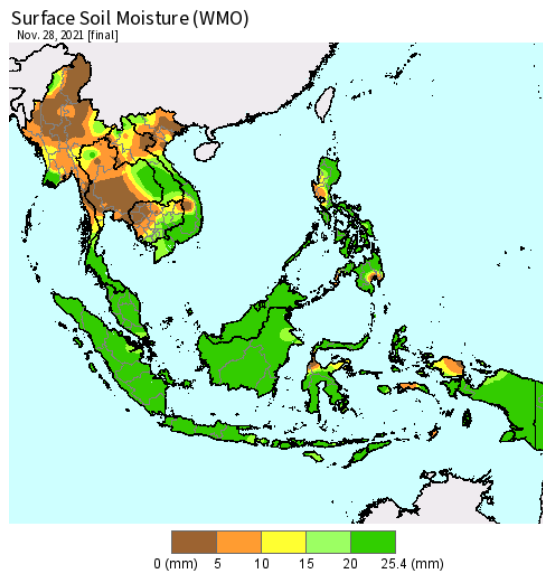 Surface Soil Moisture (WMO)
Nov. 28, 2021 [final]
0 (mm) 5 10 15 20 25.4 (mm)